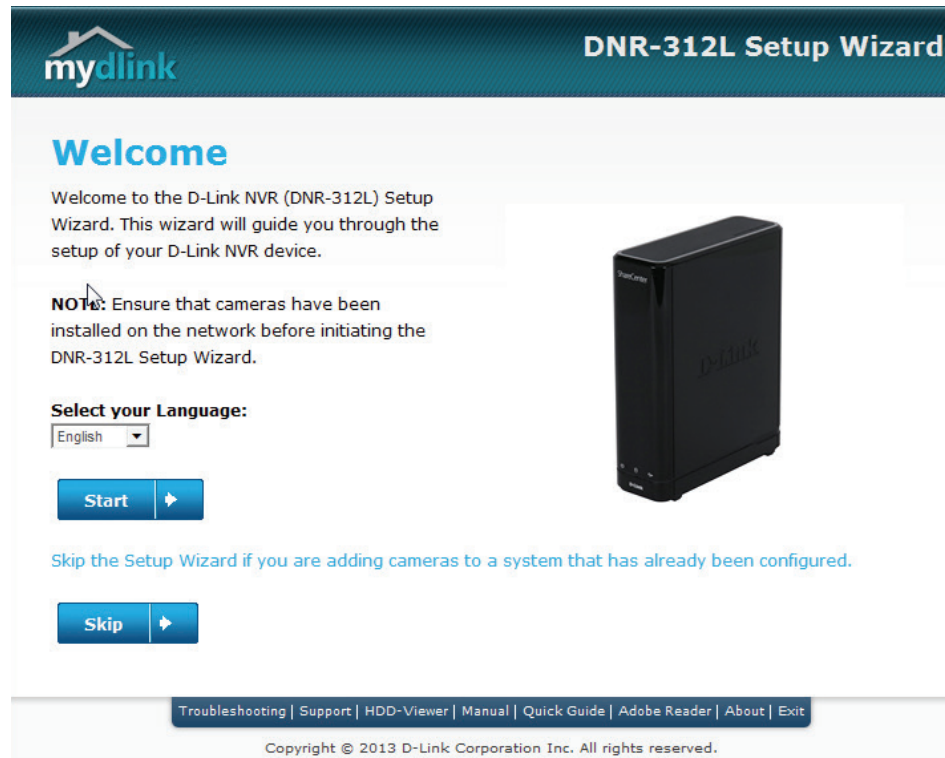 mydlink
DNR-312L Setup Wizard
Welcome
Welcome to the D-Link NVR (DNR-312L) Setup
Wizard. This wizard will guide you through the
setup of your D-Link NVR device.
NOTE: Ensure that cameras have been
installed on the network before initiating the
DNR-312L Setup Wizard.
Select your Language:
English
Start
ShareCenter
D-Link
Skip the Setup Wizard if you are adding cameras to a system that has already been configured.
Skip
Troubleshooting | Support | HDD-Viewer | Manual | Quick Guide | Adobe Reader | About | Exit
Copyright © 2013 D-Link Corporation Inc. All rights reserved.